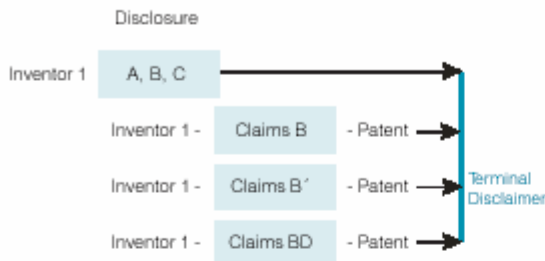 Disclosure
Inventor 1 A, B, C
Inventor 1 - Claims B - Patent
Inventor 1 - Claims B´ - Patent
Terminal
Disclaimer
Inventor 1 - Claims BD - Patent